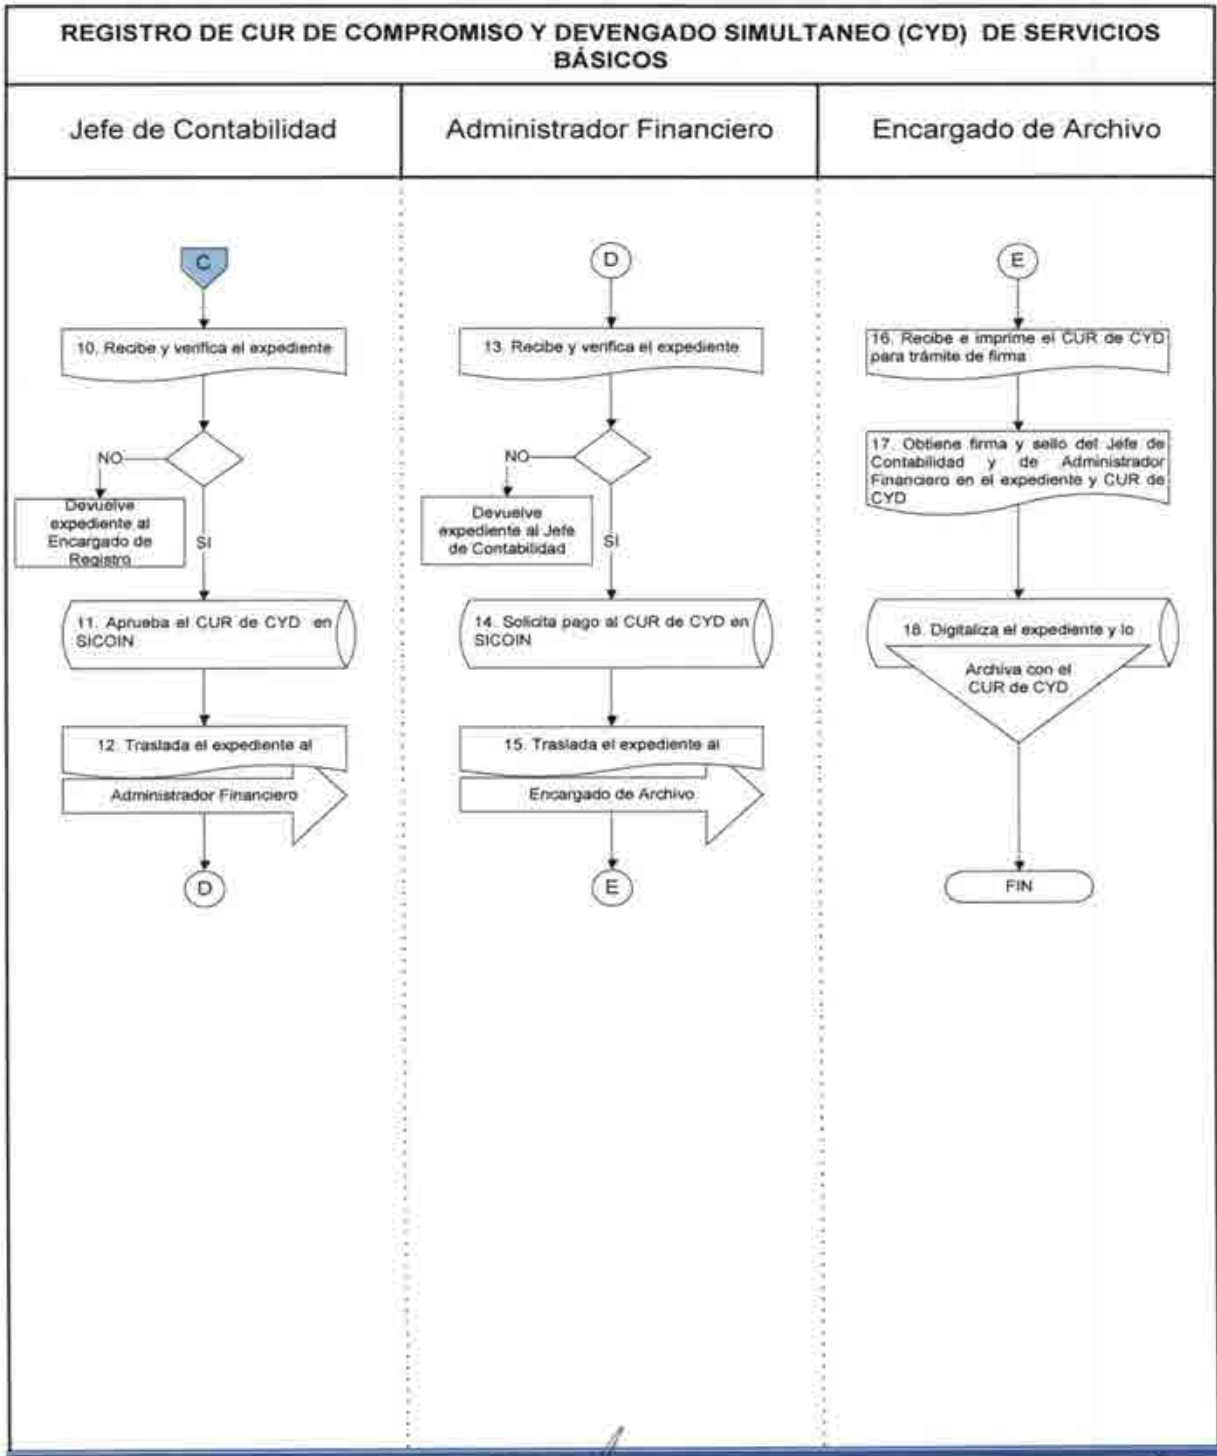 REGISTRO DE CUR DE COMPROMISO Y DEVENGADO SIMULTANEO (CYD) DE SERVICIOS
BÁSICOS
Jefe de Contabilidad
Administrador Financiero
Encargado de Archivo
C
10. Recibe y verifica el expediente
NO
Devuelve
expediente al
Encargado de
Registro
SI
11. Aprueba el CUR de CYD en
SICOIN
12. Traslada el expediente al
Administrador Financiero
D
D
13. Recibe y verifica el expediente
NO
Devuelve
expediente al Jefe
de Contabilidad
SI
14. Solicita pago al CUR de CYD en
SICOIN
15. Traslada el expediente al
Encargado de Archivo
E
E
16. Recibe e imprime el CUR de CYD
para trámite de firma
17. Obtiene firma y sello del Jefe de
Contabilidad y de Administrador
Financiero en el expediente y CUR de
CYD
18. Digitaliza el expediente y lo
Archiva con el
CUR de CYD
FIN